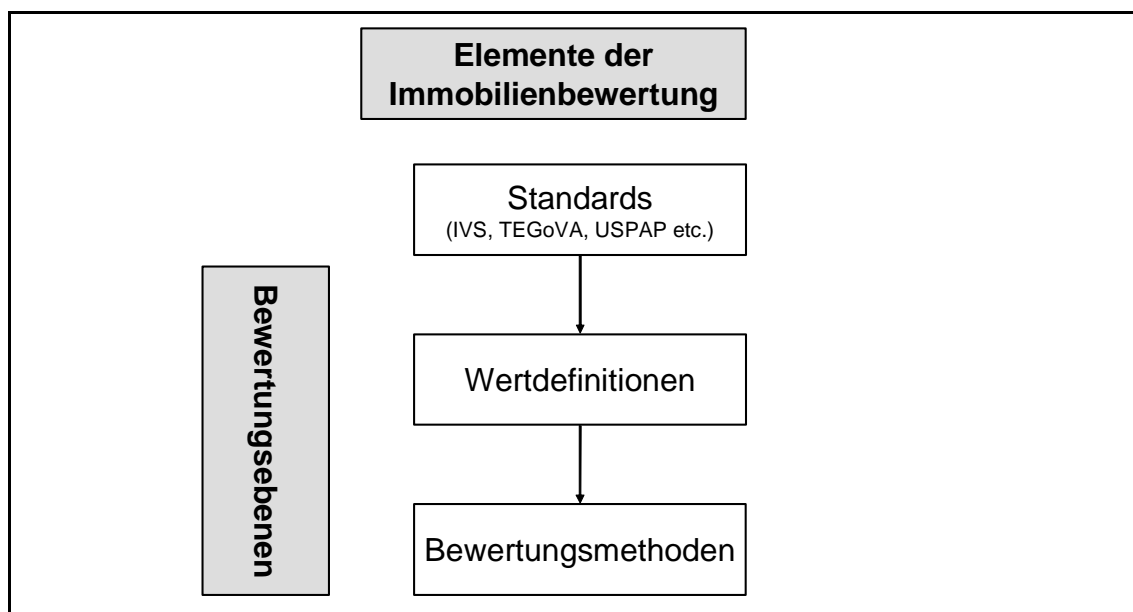 Elemente der
Immobilienbewertung
Standards
(IVS, TEGoVA, USPAP etc.)
Bewertungsebenen
Wertdefinitionen
Bewertungsmethoden